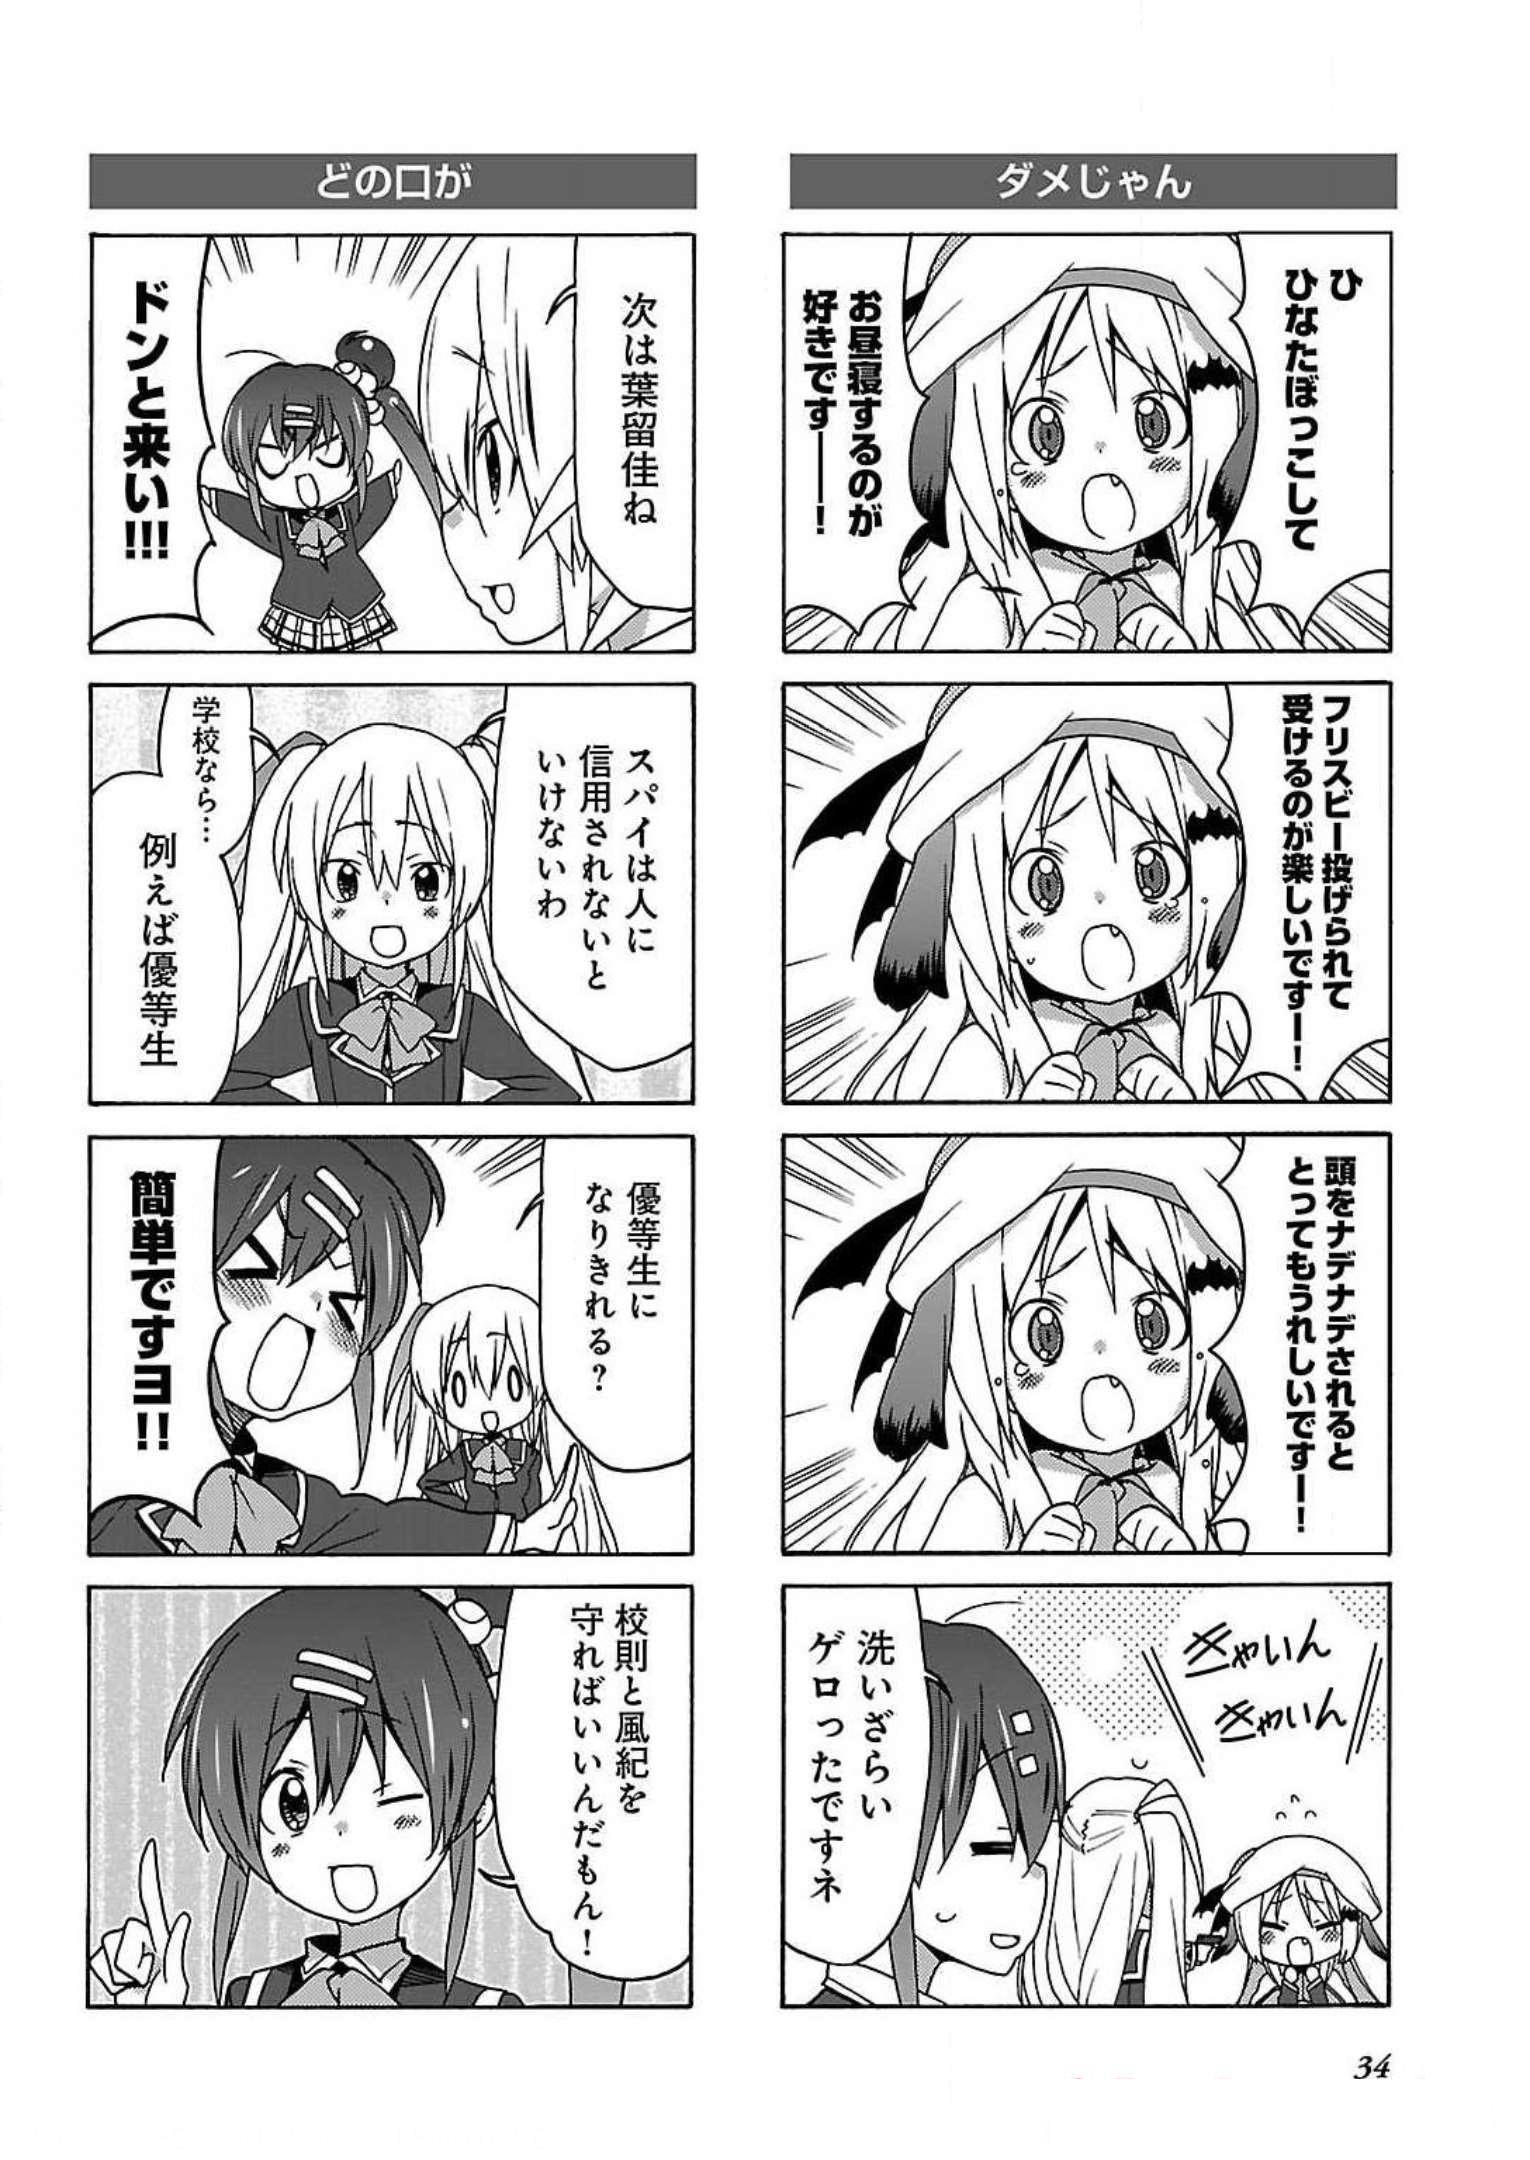 ダメじゃん
ひ
ひなたぼっこして
お昼寝するのが
好きです――！
フリスビー投げられて
受けるのが楽しいですー！
頭をナデナデされると
とってもうれしいですー！
きゃいん
きゃいん
洗いざらい
ゲロったですネ
どの口が
次は葉留佳ね
ドンと来い!!!
スパイは人に
信用されないと
いけないわ
学校なら…
例えば優等生
優等生に
なりきれる？
簡単ですヨ!!
校則と風紀を
守ればいいんだもん！
34